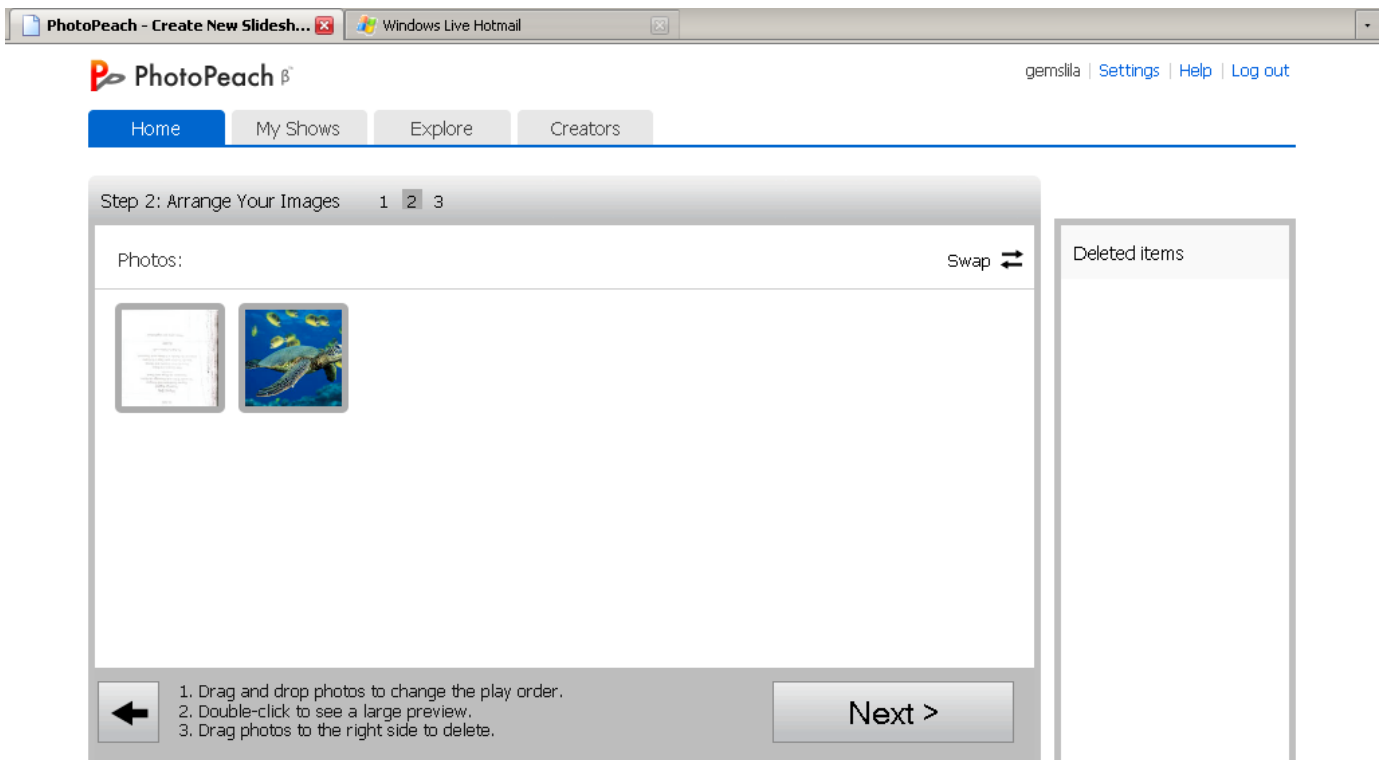 PhotoPeach - Create New Slidesh...
Windows Live Hotmail
PhotoPeach β
gemslila | Settings | Help | Log out
Home
My Shows
Explore
Creators
Step 2: Arrange Your Images 1 2 3
Photos:
Swap
Deleted items
1. Drag and drop photos to change the play order.
2. Double-click to see a large preview.
3. Drag photos to the right side to delete.
Next >